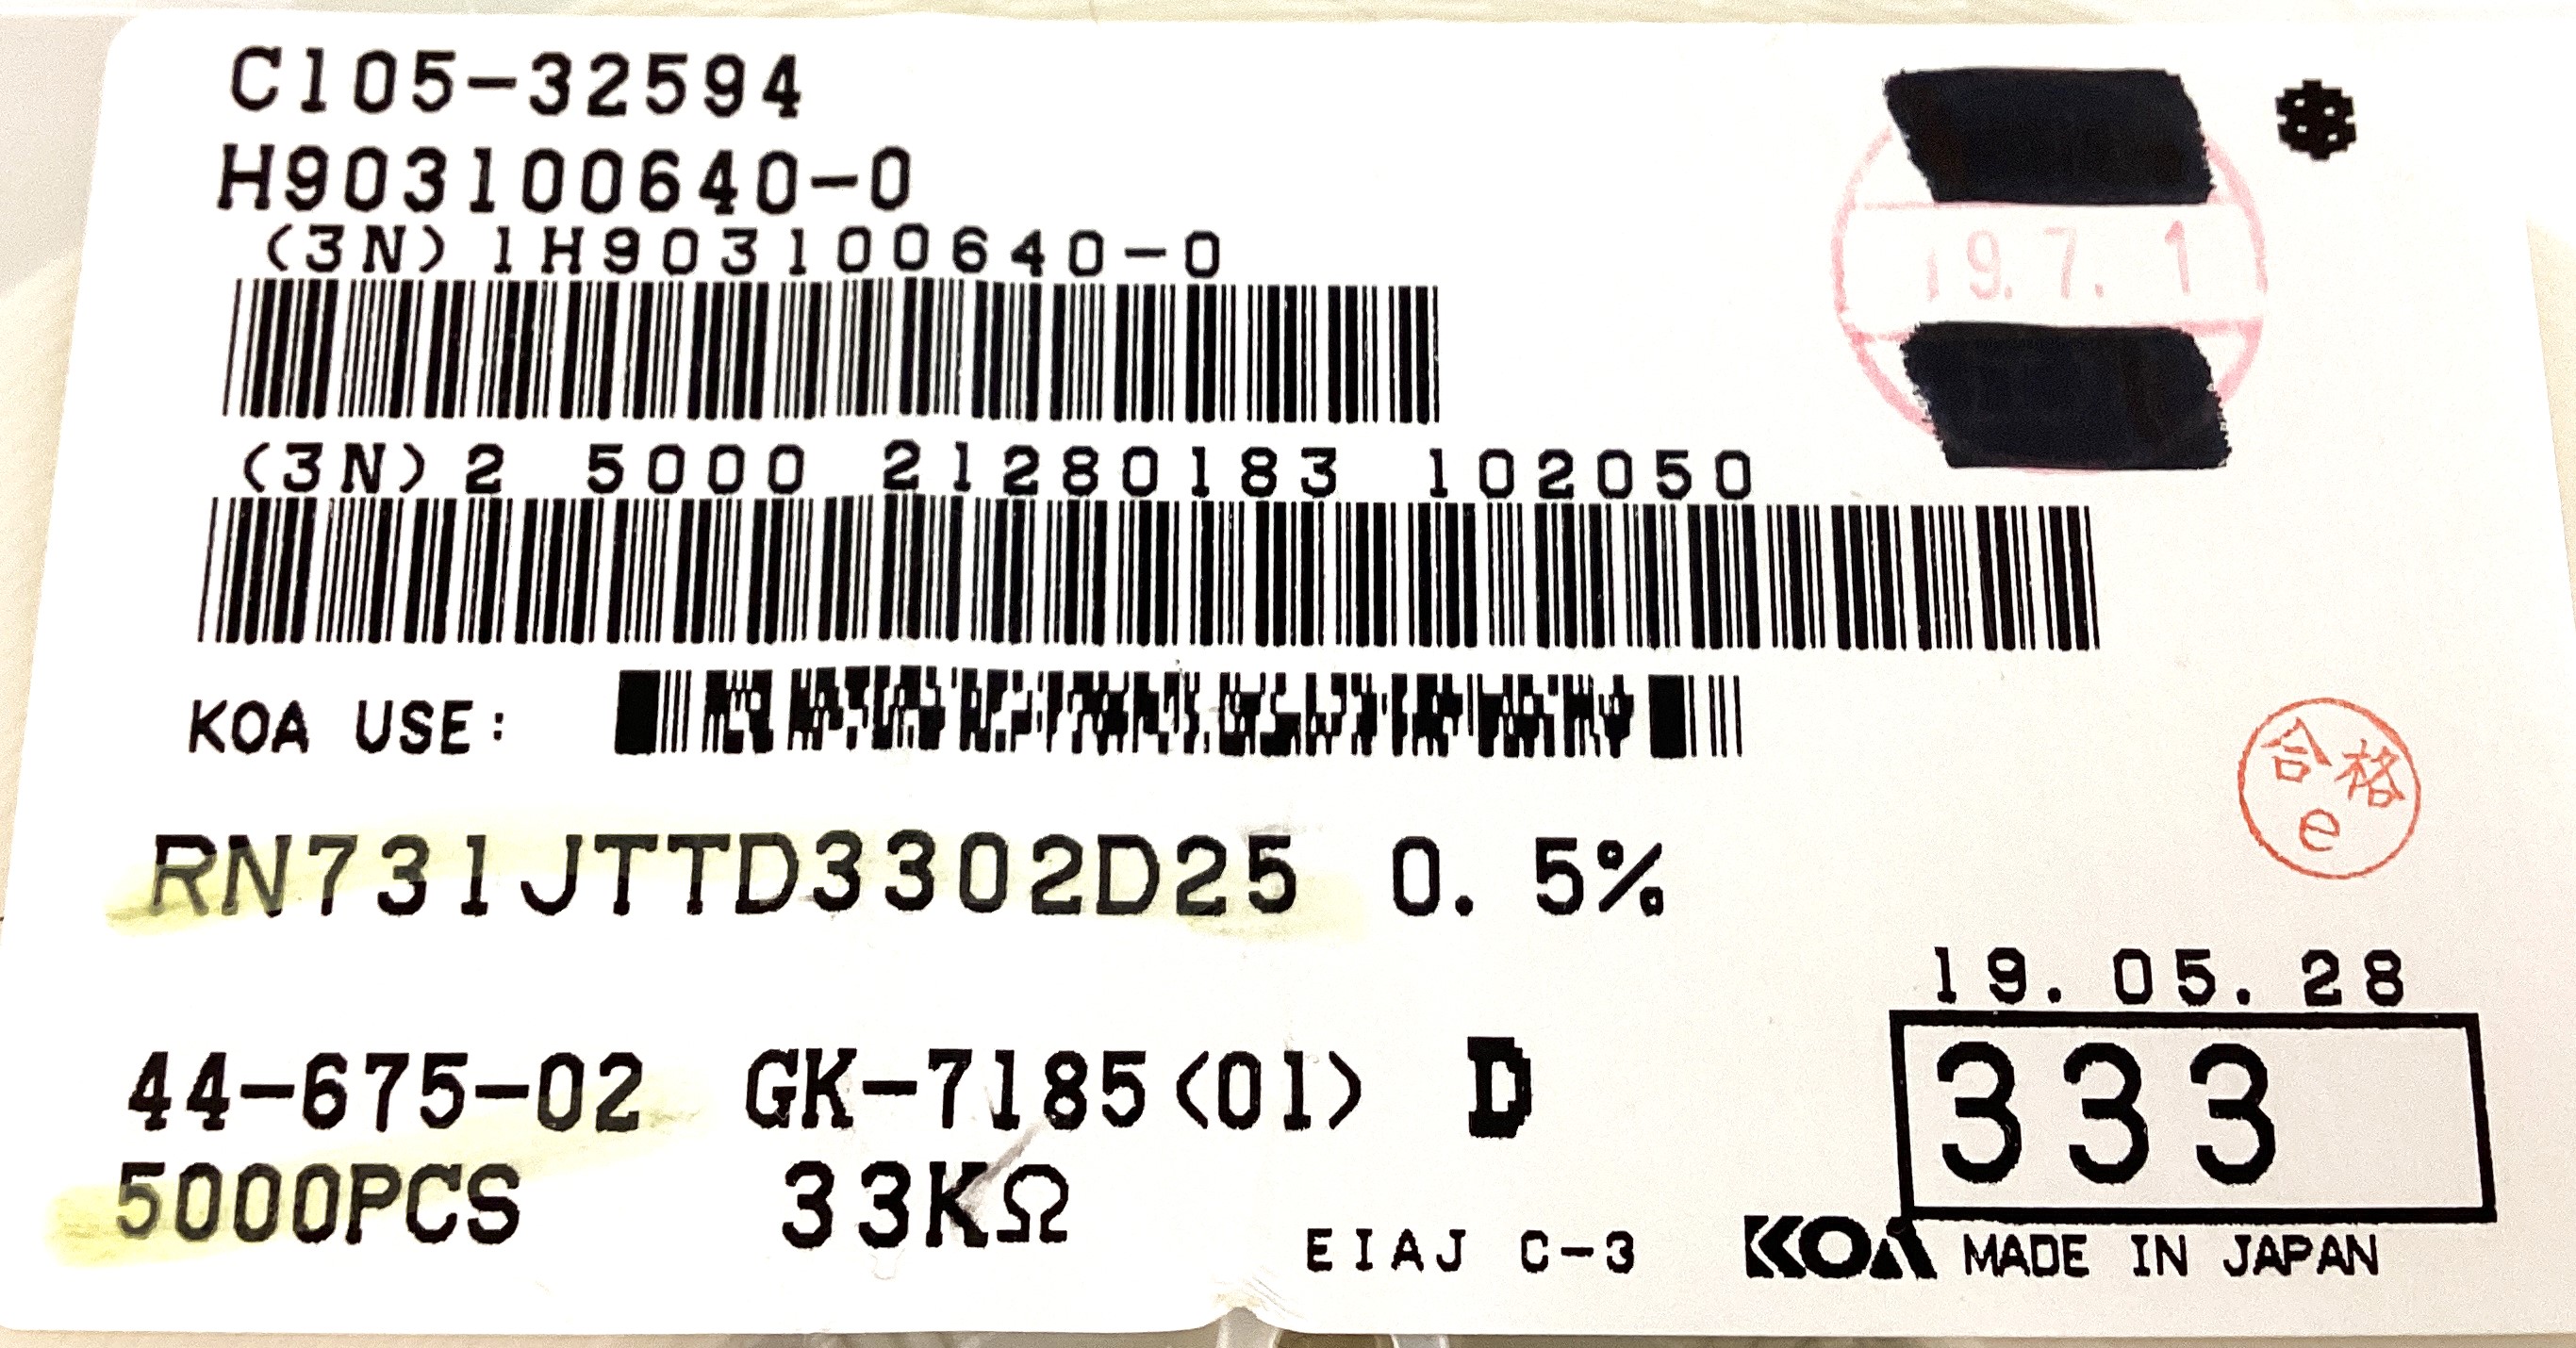 C105-32594
H903100640-0
(3N) 1H903100640-0
19.7.1
(3N) 2 5000 21280183 102050
KOA USE:
合格
e
RN731JTTD3302D25 0.5%
19.05.28
44-675-02 GK-7185(01) D
333
5000PCS 33KΩ
EIAJ C-3 KOA MADE IN JAPAN